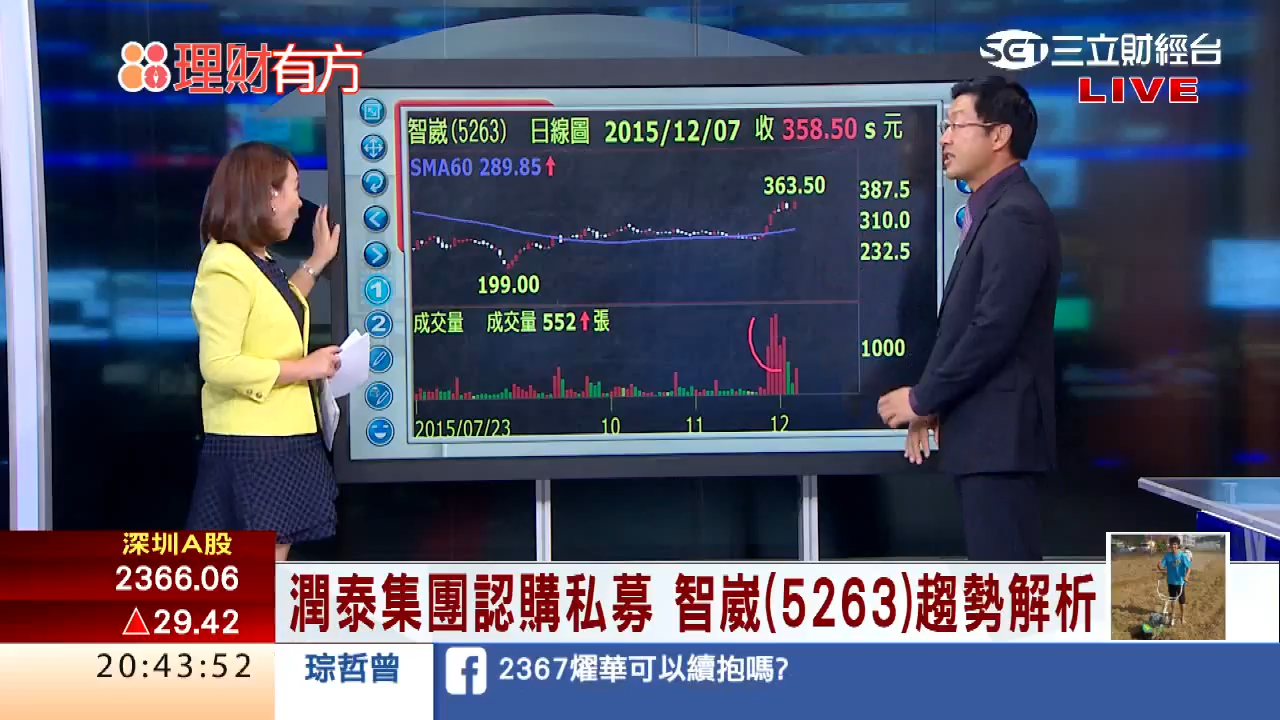 理財有方
SET三立財經台
LIVE
智崴(5263) 日線圖 2015/12/07 收 358.50 s 元
SMA60 289.85↑
363.50
387.5
310.0
232.5
199.00
成交量 成交量 552↑張
1000
2015/07/23 10 11 12
1
2
深圳A股
2366.06
▲29.42
潤泰集團認購私募 智崴(5263)趨勢解析
20:43:52
琮哲曾
2367燿華可以續抱嗎?